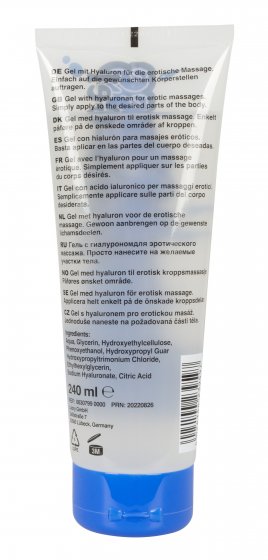 DE Gel mit Hyaluron für die erotische Massage.
Einfach auf die gewünschten Körperstellen
auftragen.
GB Gel with hyaluronan for erotic massages.
Simply apply to the desired parts of the body.
DK Gel med hyaluron til erotisk massage. Enkelt
påføre på de ønskede områder af kroppen.
ES Gel con hialurón para masajes eróticos.
Basta aplicar en las partes del cuerpo deseadas.
FR Gel avec l'hyaluron pour un massage
érotique. Simplement appliquer sur les parties
du corps désirés.
IT Gel con acido ialuronico per massaggi erotici.
Semplicemente applicare sulle parti del corpo
desiderate.
NL Gel met hyaluron voor de erotische
massage. Gewoon aanbrengen op de gewenste
lichamsdeelen.
RU Гель с гиалурономдля эротического
массажа. Просто нанесите на желаемые
участки тела.
NO Gel med hyaluron til erotisk kroppsmassasje
Påføres ønsket område.
SE Gel med hyaluron för erotisk massage.
Applicera helt enkelt på de önskade kroppsdelarna
CZ Gel s hyaluronem pro erotickou masáž.
Jednoduše naneste na požadovaná části těla.
Ingredients:
Aqua, Glycerin, Hydroxyethylcellulose,
Phenoxyethanol, Hydroxypropyl Guar
Hydroxypropyltrimonium Chloride,
Ethylhexylglycerin,
Sodium Hyaluronate, Citric Acid
240 ml ℮
PRN: 20220826
GmbH
Lübeck, Germany
3M